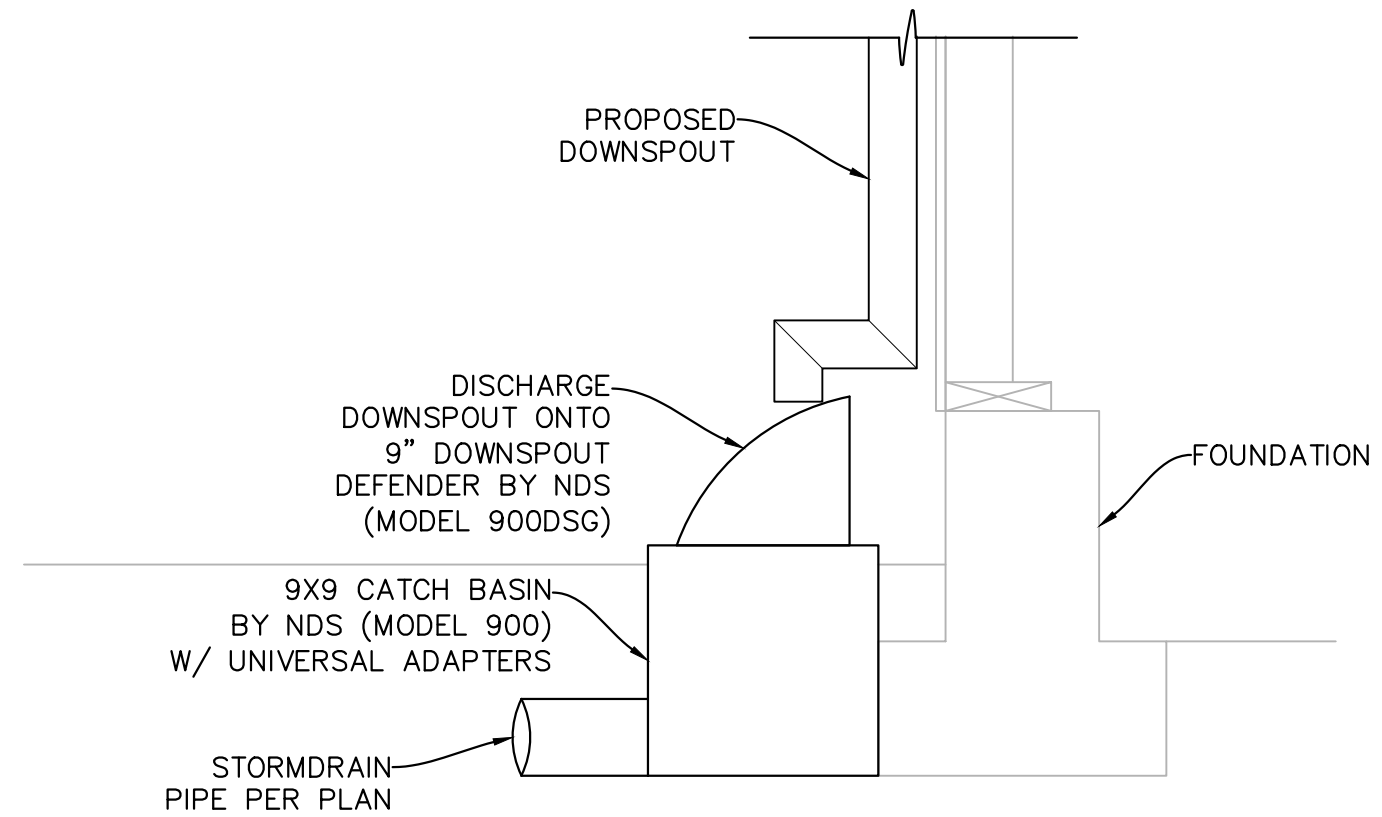 PROPOSED
DOWNSPOUT
DISCHARGE
DOWNSPOUT ONTO
9” DOWNSPOUT
DEFENDER BY NDS
(MODEL 900DSG)
FOUNDATION
9X9 CATCH BASIN
BY NDS (MODEL 900)
W/ UNIVERSAL ADAPTERS
STORMDRAIN
PIPE PER PLAN